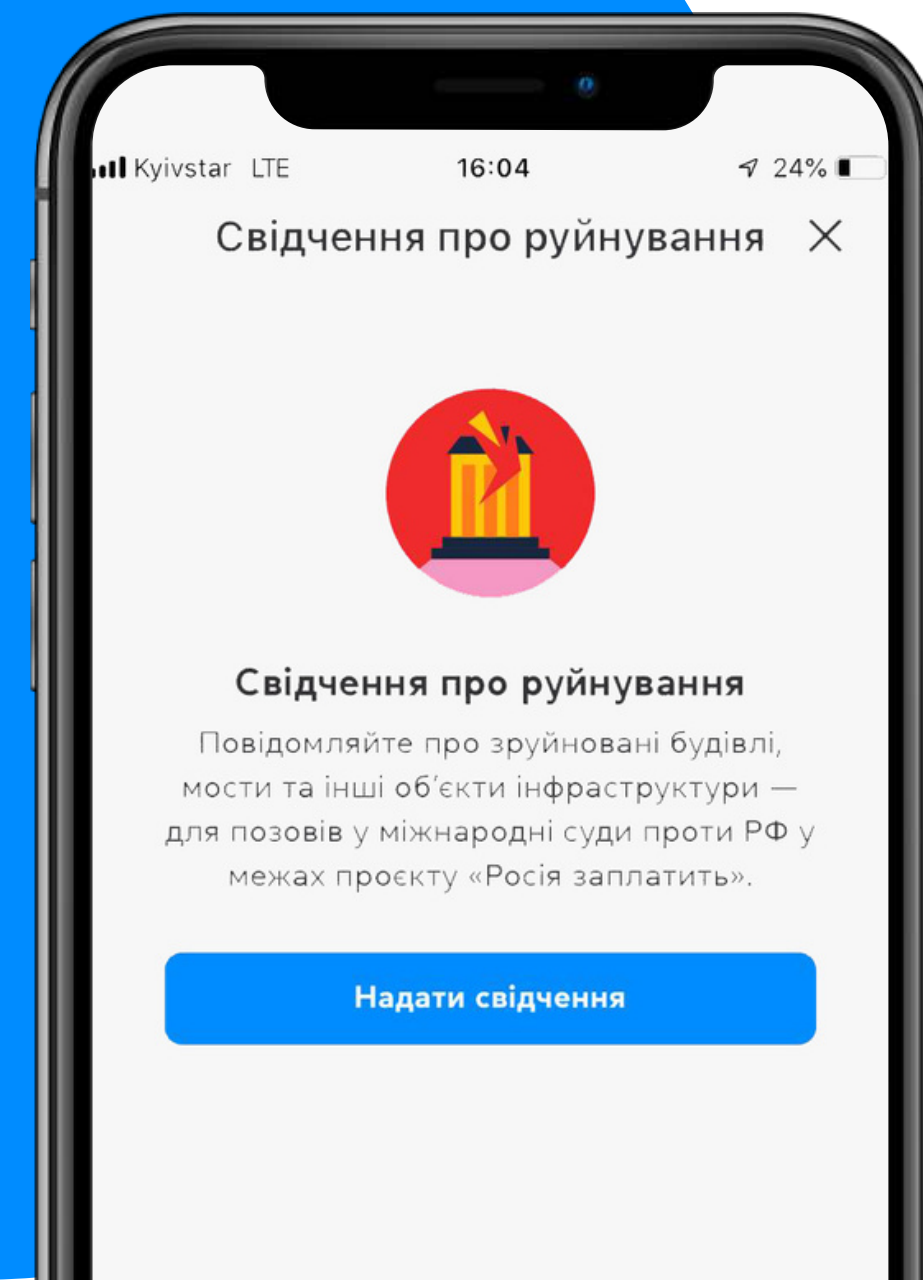 Kyivstar LTE 16:04 24%
Свідчення про руйнування
Свідчення про руйнування
Повідомляйте про зруйновані будівлі,
мости та інші об’єкти інфраструктури —
для позовів у міжнародні суди проти РФ у
межах проєкту «Росія заплатить».
Надати свідчення